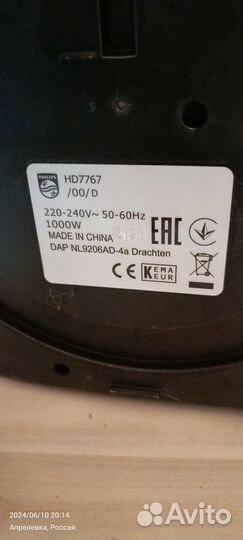 PHILIPS
HD7767
/00/D
220-240V~ 50-60Hz
1000W
MADE IN CHINA
DAP NL9206AD-4a Drachten
EAC
CE
KEMA
KEUR
2024/06/10 20:14
Апрелевка, Россия
Avito